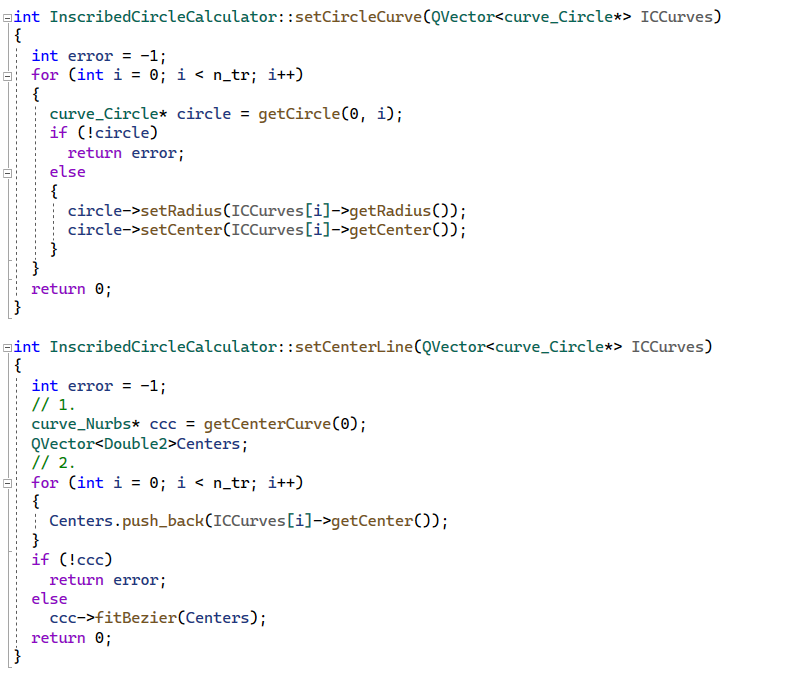 int InscribedCircleCalculator::setCircleCurve(QVector<curve_Circle*> ICCurves)
{
  int error = -1;
  for (int i = 0; i < n_tr; i++)
  {
    curve_Circle* circle = getCircle(0, i);
    if (!circle)
      return error;
    else
    {
      circle->setRadius(ICCurves[i]->getRadius());
      circle->setCenter(ICCurves[i]->getCenter());
    }
  }
  return 0;
}

int InscribedCircleCalculator::setCenterLine(QVector<curve_Circle*> ICCurves)
{
  int error = -1;
  // 1.
  curve_Nurbs* ccc = getCenterCurve(0);
  QVector<Double2>Centers;
  // 2.
  for (int i = 0; i < n_tr; i++)
  {
    Centers.push_back(ICCurves[i]->getCenter());
  }
  if (!ccc)
    return error;
  else
    ccc->fitBezier(Centers);
  return 0;
}